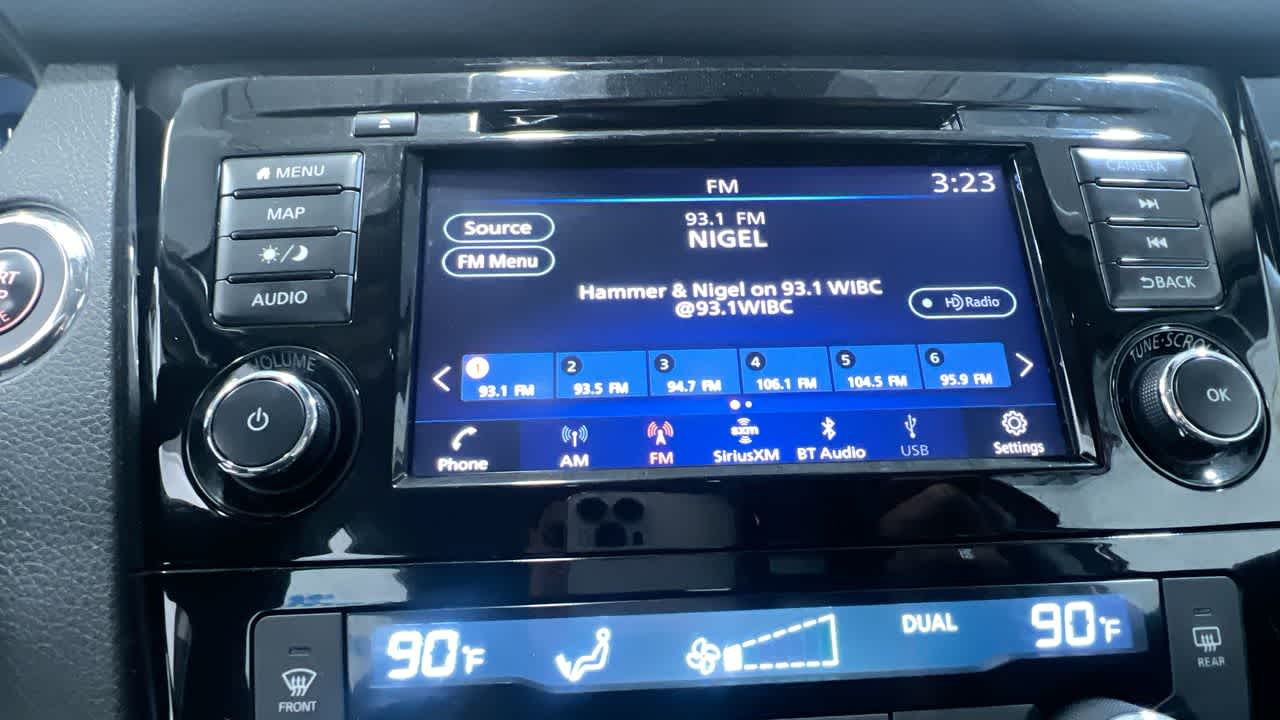 MENU
MAP
AUDIO
VOLUME
FM
3:23
Source
FM Menu
93.1 FM
NIGEL
Hammer & Nigel on 93.1 WIBC
@93.1WIBC
HD Radio
1
93.1 FM
2
93.5 FM
3
94.7 FM
4
106.1 FM
5
104.5 FM
6
95.9 FM
Phone
AM
FM
sxm
SiriusXM
BT Audio
USB
Settings
CAMERA
BACK
TUNE·SCROLL
OK
90°F
DUAL
90°F
FRONT
REAR